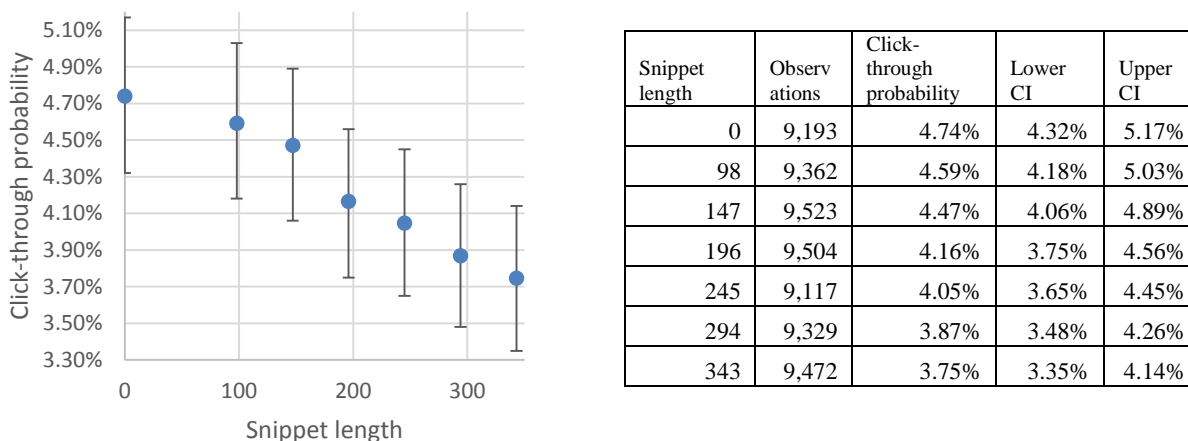 Click-through probability
5.10%
4.90%
4.70%
4.50%
4.30%
4.10%
3.90%
3.70%
3.50%
3.30%
0 100 200 300
Snippet length
Snippet
length
Observ
ations
Click-
through
probability
Lower
CI
Upper
CI
0 9,193 4.74% 4.32% 5.17%
98 9,362 4.59% 4.18% 5.03%
147 9,523 4.47% 4.06% 4.89%
196 9,504 4.16% 3.75% 4.56%
245 9,117 4.05% 3.65% 4.45%
294 9,329 3.87% 3.48% 4.26%
343 9,472 3.75% 3.35% 4.14%